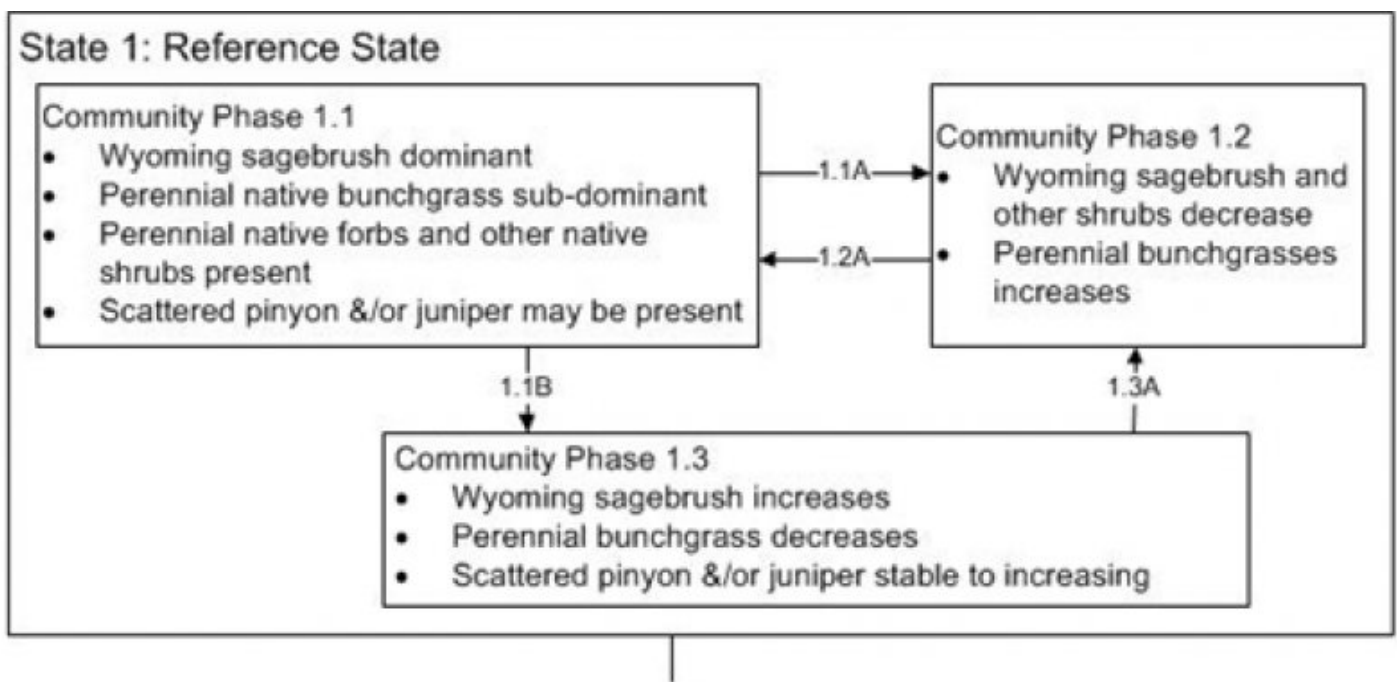 State 1: Reference State
Community Phase 1.1
• Wyoming sagebrush dominant
• Perennial native bunchgrass sub-dominant
• Perennial native forbs and other native
shrubs present
• Scattered pinyon &/or juniper may be present
1.1A
1.2A
Community Phase 1.2
• Wyoming sagebrush and
other shrubs decrease
• Perennial bunchgrasses
increases
1.1B
1.3A
Community Phase 1.3
• Wyoming sagebrush increases
• Perennial bunchgrass decreases
• Scattered pinyon &/or juniper stable to increasing